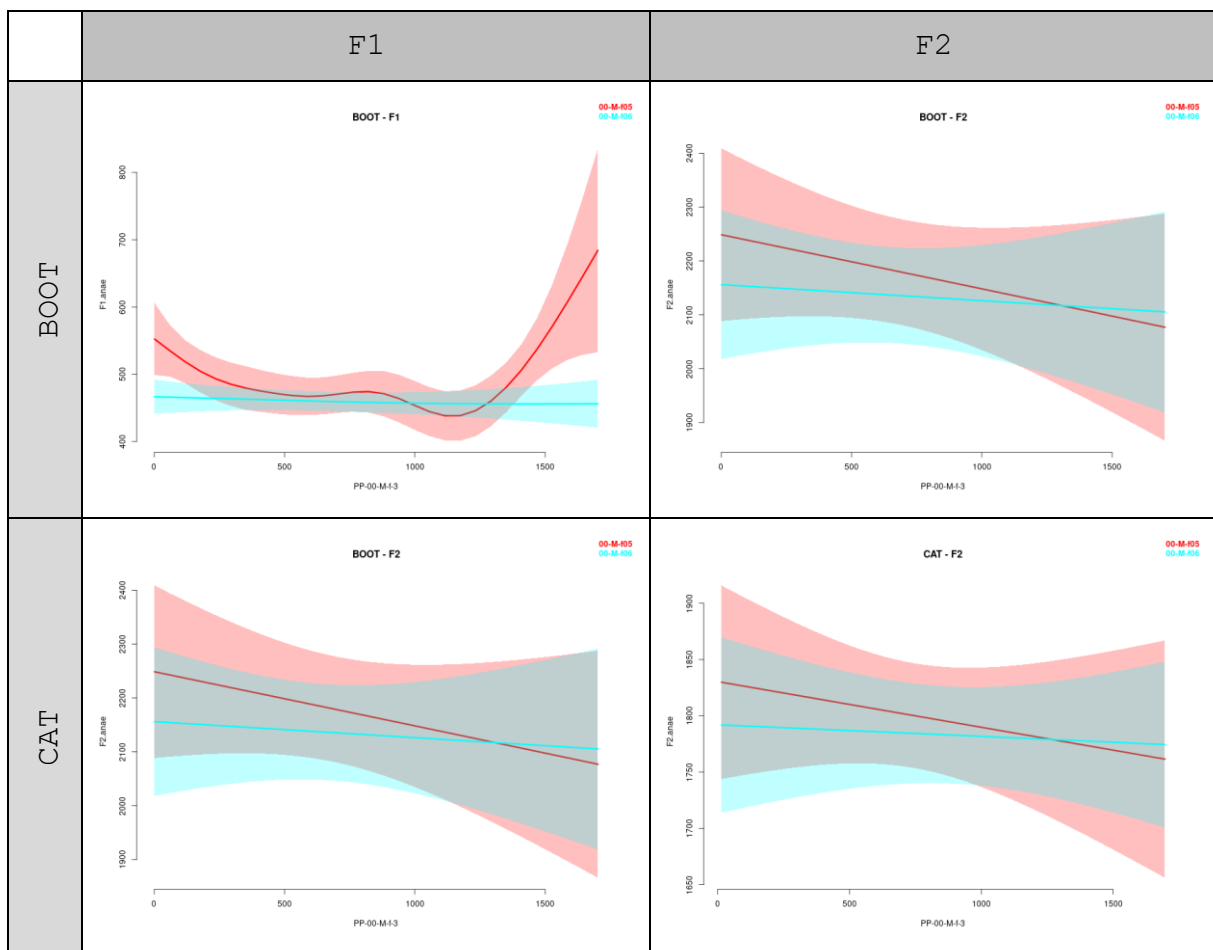 F1
F2
BOOT
BOOT - F1
00-M-f05
00-M-f06
F1.anae
800
700
600
500
400
0 500 1000 1500
PP-00-M-f-3
BOOT - F2
00-M-f05
00-M-f06
F2.anae
2400
2300
2200
2100
2000
1900
0 500 1000 1500
PP-00-M-f-3
CAT
BOOT - F2
00-M-f05
00-M-f06
F2.anae
2400
2300
2200
2100
2000
1900
0 500 1000 1500
PP-00-M-f-3
CAT - F2
00-M-f05
00-M-f06
F2.anae
1900
1850
1800
1750
1700
1650
0 500 1000 1500
PP-00-M-f-3